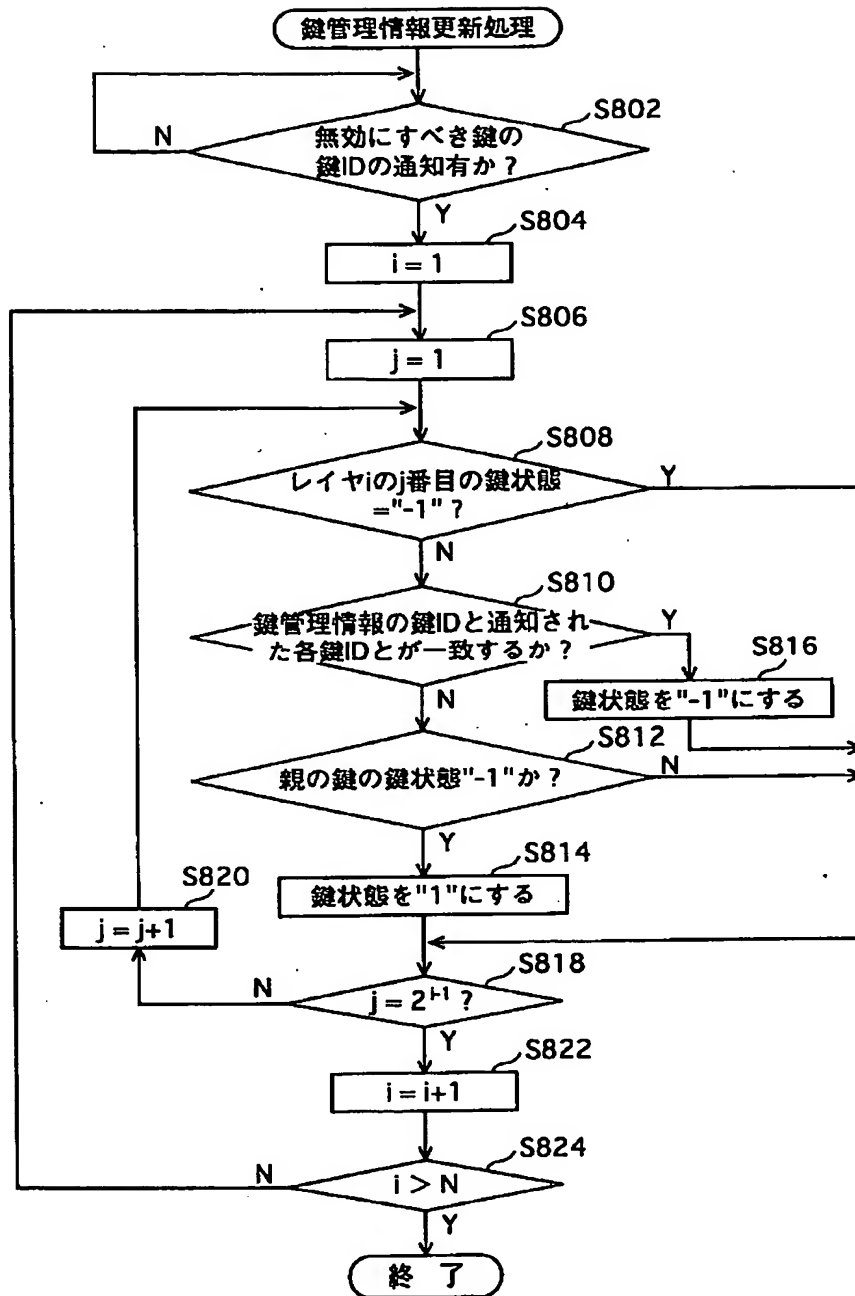 鍵管理情報更新処理
S802
無効にすべき鍵の
鍵IDの通知有か?
N
Y
S804
i = 1
S806
j = 1
S808
レイヤiのj番目の鍵状態
="-1"?
Y
N
S810
鍵管理情報の鍵IDと通知され
た各鍵IDとが一致するか?
Y
S816
鍵状態を"-1"にする
N
S812
親の鍵の鍵状態"-1"か?
N
Y
S814
鍵状態を"1"にする
S820
j = j+1
S818
j = 2^{i-1} ?
N
Y
S822
i = i+1
S824
i > N
N
Y
終 了